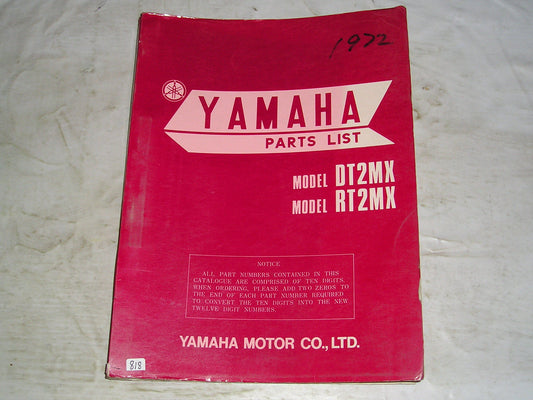 1972
YAMAHA
PARTS LIST
MODEL DT2MX
MODEL RT2MX
NOTICE
ALL PART NUMBERS CONTAINED IN THIS
CATALOGUE ARE COMPRISED OF TEN DIGITS.
WHEN ORDERING, PLEASE ADD TWO ZEROS TO
THE END OF EACH PART NUMBER REQUIRED
TO CONVERT THE TEN DIGITS INTO THE NEW
TWELVE DIGIT NUMBERS.
YAMAHA MOTOR CO., LTD.
818